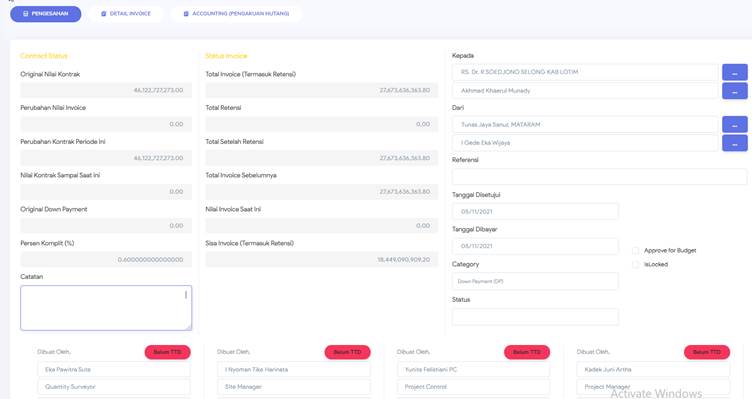 PENGESAHAN
DETAIL INVOICE
ACCOUNTING (PENGAKUAN HUTANG)
Contract Status
Original Nilai Kontrak
46,122,727,273.00
Perubahan Nilai Invoice
0.00
Perubahan Kontrak Periode Ini
46,122,727,273.00
Nilai Kontrak Sampai Saat ini
0.00
Original Down Payment
0.00
Persen Komplit (%)
0.600000000000000
Catatan
Status Invoice
Total Invoice (Termasuk Retensi)
27,673,636,363.80
Total Retensi
0.00
Total Setelah Retensi
27,673,636,363.80
Total Invoice Sebelumnya
27,673,636,363.80
Nilai Invoice Saat Ini
0.00
Sisa Invoice (Termasuk Retensi)
18,449,090,909.20
Kepada
RS. Dr. R SOEDJONO SELONG KAB LOTIM
...
Akhmad Khaerul Munady
...
Dari
Tunas Jaya Sanur, MATARAM
...
I Gede Eka Wijaya
...
Referensi
Tanggal Disetujui
05/11/2021
Tanggal Dibayar
05/11/2021
Category
Down Payment (DP)
Status
Approve for Budget
IsLocked
Dibuat Oleh,
Belum TTD
Eka Pawitra Suta
Quantity Surveyor
Dibuat Oleh,
Belum TTD
I Nyoman Tike Harinata
Site Manager
Dibuat Oleh,
Belum TTD
Yunita Felistiani PC
Project Control
Dibuat Oleh,
Belum TTD
Kadek Juni Artha
Project Manager
Activate Windows